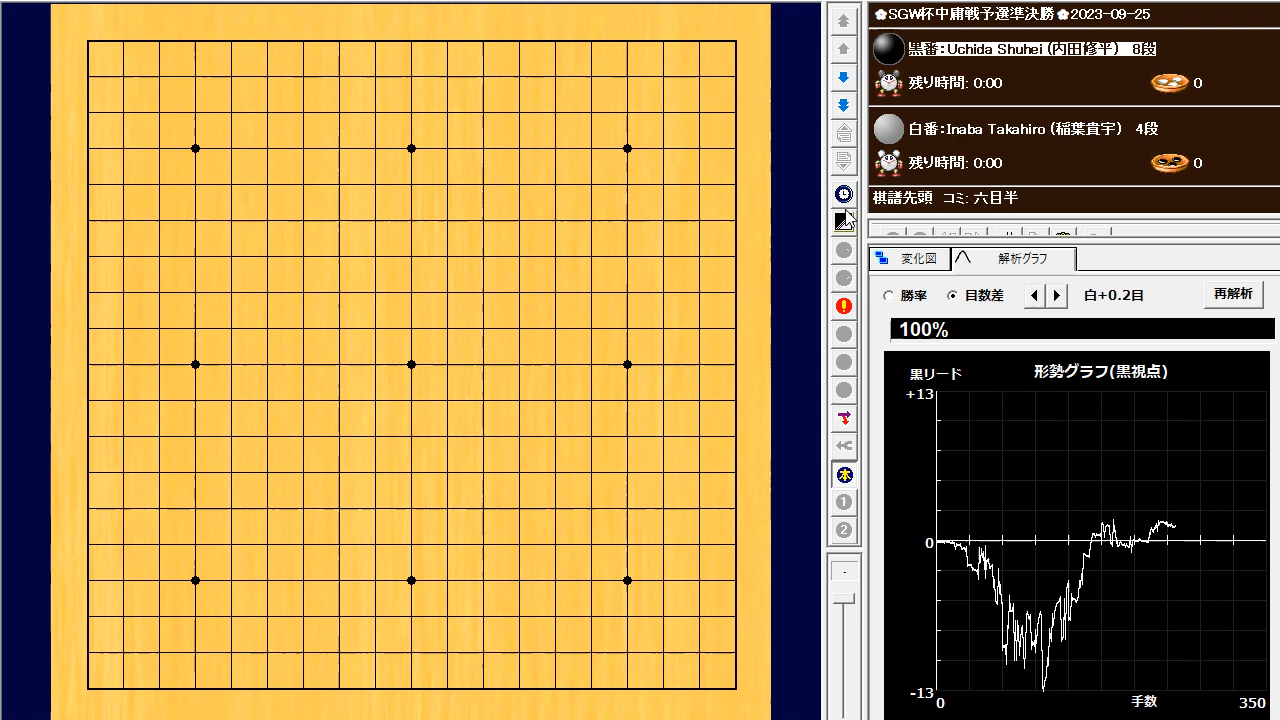 SGW杯中庸戦予選準決勝 2023-09-25
黒番:Uchida Shuhei (内田修平) 8段
残り時間: 0:00
0
白番:Inaba Takahiro (稲葉貴宇) 4段
残り時間: 0:00
0
棋譜先頭 コミ: 六目半
変化図 解析グラフ
勝率 目数差 白+0.2目 再解析
100%
黒リード 形勢グラフ(黒視点)
+13
0
-13
0 手数 350
本
1
2
-